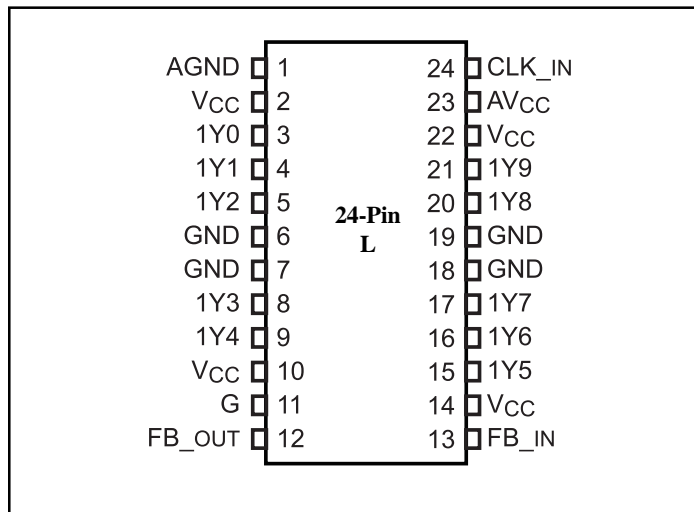 AGND 1 24 CLK_IN
VCC 2 23 AVCC
1Y0 3 22 VCC
1Y1 4 21 1Y9
1Y2 5 20 1Y8
24-Pin
L
GND 6 19 GND
GND 7 18 GND
1Y3 8 17 1Y7
1Y4 9 16 1Y6
VCC 10 15 1Y5
G 11 14 VCC
FB_OUT 12 13 FB_IN